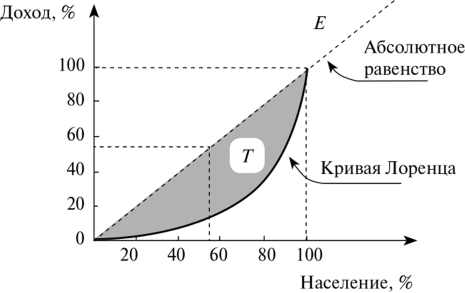 Доход, %
E
Абсолютное
равенство
100
80
60
T
40
Кривая Лоренца
20
0
20 40 60 80 100
Население, %